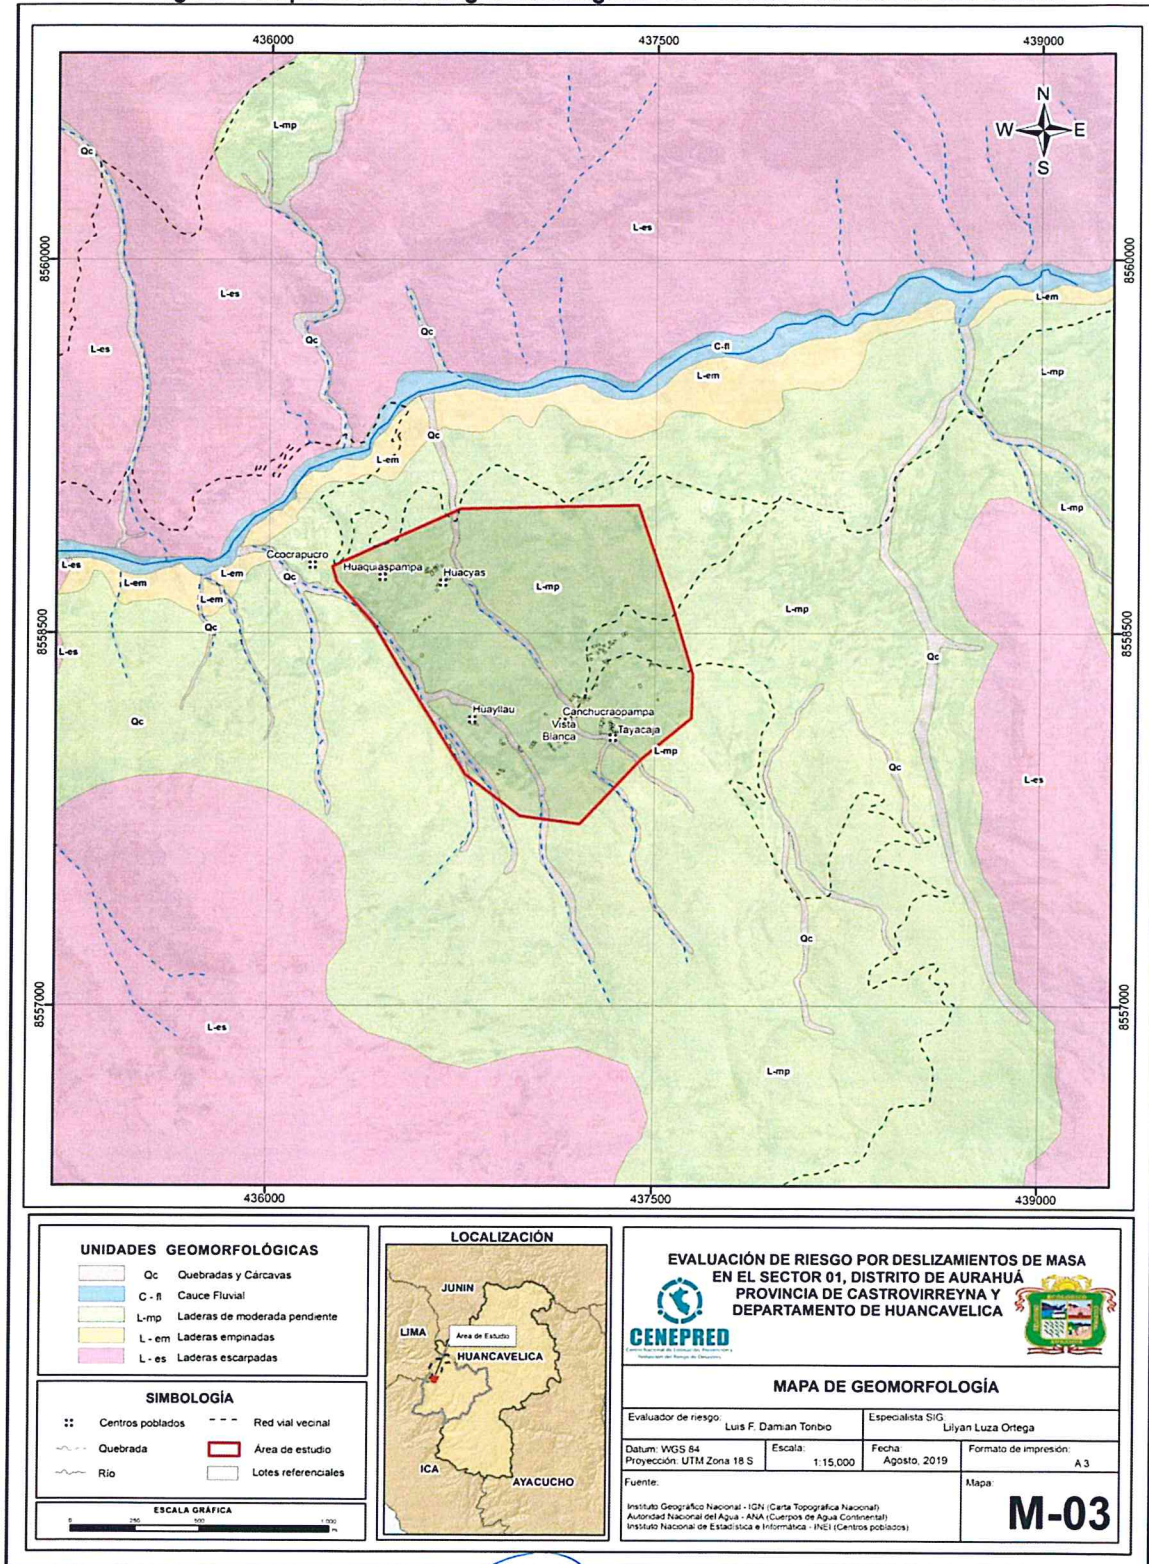 436000
437500
439000
N
W E
S
L-mp
Qc
L-es
8560000
8560000
L-es
L-em
L-es
Qc
Qc
C-fl
L-em
L-mp
Qc
L-em
L-mp
Ccocrapucro
L-es
Huaquiaspampa
Huacyas
L-em
L-em
Qc
L-mp
L-em
L-mp
Qc
8558500
8558500
L-es
Qc
Huayllau
Canchucraopampa
Qc
Vista
Blanca
Tayacaja
L-mp
Qc
L-es
Qc
8557000
8557000
L-es
L-mp
436000
437500
439000
UNIDADES GEOMORFOLÓGICAS
Qc Quebradas y Cárcavas
C - fl Cauce Fluvial
L-mp Laderas de moderada pendiente
L - em Laderas empinadas
L - es Laderas escarpadas
SIMBOLOGÍA
Centros poblados
Red vial vecinal
Quebrada
Área de estudio
Río
Lotes referenciales
ESCALA GRÁFICA
0 250 500 1 000
m
LOCALIZACIÓN
JUNIN
LIMA
Área de Estudio
HUANCAVELICA
ICA
AYACUCHO
EVALUACIÓN DE RIESGO POR DESLIZAMIENTOS DE MASA
EN EL SECTOR 01, DISTRITO DE AURAHUÁ
PROVINCIA DE CASTROVIRREYNA Y
DEPARTAMENTO DE HUANCAVELICA
CENEPRED
MAPA DE GEOMORFOLOGÍA
Evaluador de riesgo:
Luis F. Damian Toribio
Especialista SIG:
Lilyan Luza Ortega
Datum: WGS 84
Proyección: UTM Zona 18 S
Escala:
1:15,000
Fecha:
Agosto, 2019
Formato de impresión:
A 3
Fuente:
Instituto Geográfico Nacional - IGN (Carta Topográfica Nacional)
Autoridad Nacional del Agua - ANA (Cuerpos de Agua Continental)
Instituto Nacional de Estadística e Informática - INEI (Centros poblados)
Mapa:
M-03